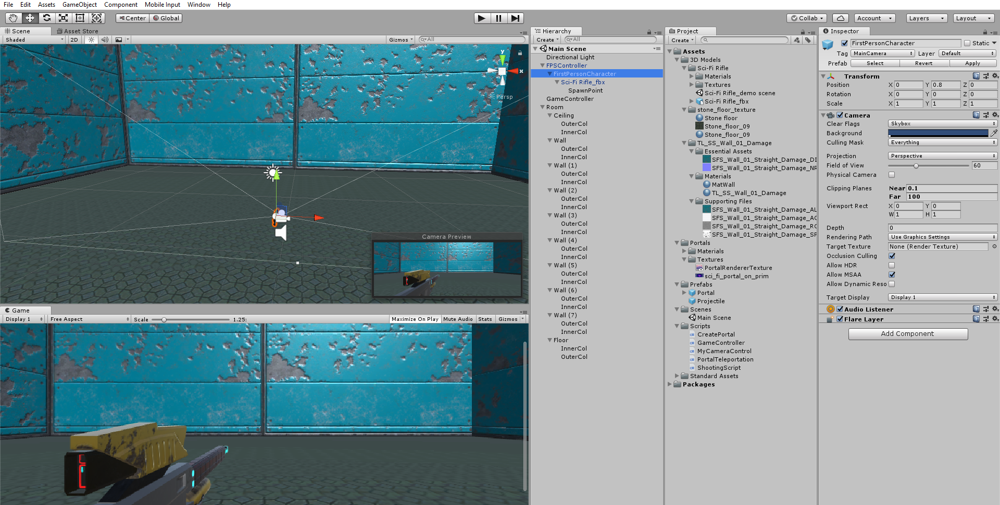 File Edit Assets GameObject Component Mobile Input Window Help
Center Global Collab Account Layers Layout
Scene Asset Store
Shaded 2D Gizmos All
y
x
Persp
Camera Preview
Game
Display 1 Free Aspect Scale 1.25: Maximize On Play Mute Audio Stats Gizmos
Hierarchy
Create All
Main Scene
Directional Light
FPSController
FirstPersonCharacter
Sci-Fi Rifle_fbx
SpawnPoint
GameController
Room
Ceiling
OuterCol
InnerCol
Wall
OuterCol
InnerCol
Wall (1)
OuterCol
InnerCol
Wall (2)
OuterCol
InnerCol
Wall (3)
OuterCol
InnerCol
Wall (4)
OuterCol
InnerCol
Wall (5)
OuterCol
InnerCol
Wall (6)
OuterCol
InnerCol
Wall (7)
OuterCol
InnerCol
Floor
InnerCol
OuterCol
Project
Create
Assets
3D Models
Sci-Fi Rifle
Materials
Textures
Sci-Fi Rifle_demo scene
Sci-Fi Rifle_fbx
stone_floor_texture
Stone floor
Stone_floor_09
Stone_floor_09
TL_SS_Wall_01_Damage
Essential Assets
SFS_Wall_01_Straight_Damage_DI
SFS_Wall_01_Straight_Damage_NR
Materials
MatWall
TL_SS_Wall_01_Damage
Supporting Files
SFS_Wall_01_Straight_Damage_AL
SFS_Wall_01_Straight_Damage_AO
SFS_Wall_01_Straight_Damage_RO
SFS_Wall_01_Straight_Damage_SP
Portals
Materials
Textures
PortalRendererTexture
sci_fi_portal_on_prim
Prefabs
Portal
Projectile
Scenes
Main Scene
Scripts
CreatePortal
GameController
MyCameraControl
PortalTeleportation
ShootingScript
Standard Assets
Packages
Inspector
FirstPersonCharacter Static
Tag MainCamera Layer Default
Prefab Select Revert Apply
Transform
Position X 0 Y 0.8 Z 0
Rotation X 0 Y 0 Z 0
Scale X 1 Y 1 Z 1
Camera
Clear Flags Skybox
Background
Culling Mask Everything
Projection Perspective
Field of View 60
Physical Camera
Clipping Planes Near 0.1
Far 100
Viewport Rect X 0 Y 0
W 1 H 1
Depth 0
Rendering Path Use Graphics Settings
Target Texture None (Render Texture)
Occlusion Culling
Allow HDR
Allow MSAA
Allow Dynamic Reso
Target Display Display 1
Audio Listener
Flare Layer
Add Component